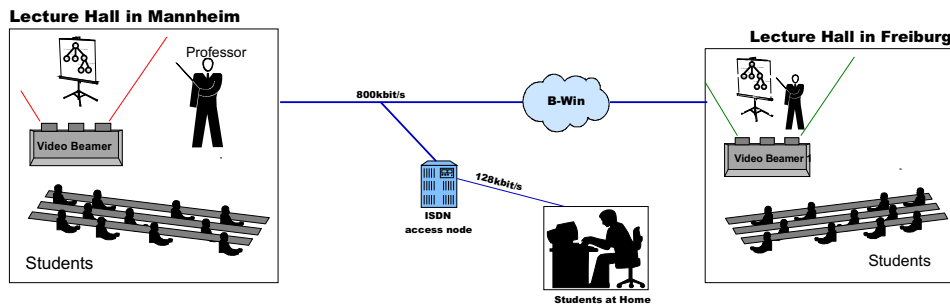 Lecture Hall in Mannheim
Professor
Video Beamer
Students
800kbit/s
B-Win
128kbit/s
ISDN
access node
Students at Home
Lecture Hall in Freiburg
Video Beamer 1
Students